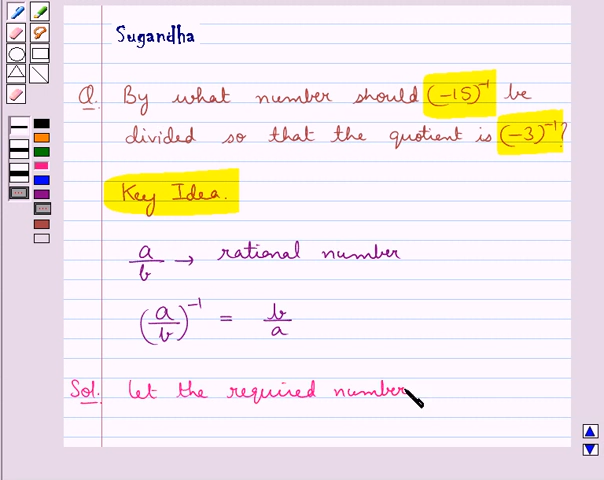 Sugandha
Q. By what number should (-15)⁻¹ be
divided so that the quotient is (-3)⁻¹?
Key Idea.
a/b → rational number
(a/b)⁻¹ = b/a
Sol. let the required number